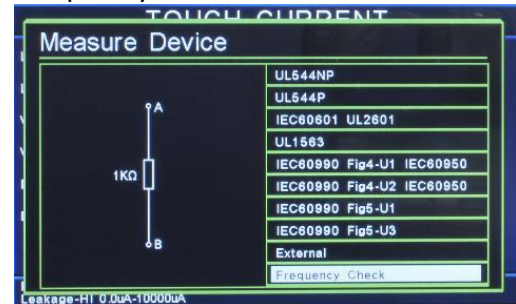 TOUCH CURRENT
Measure Device
A
1KΩ
B
UL544NP
UL544P
IEC60601 UL2601
UL1563
IEC60990 Fig4-U1 IEC60950
IEC60990 Fig4-U2 IEC60950
IEC60990 Fig5-U1
IEC60990 Fig5-U3
External
Frequency Check
Leakage-HI 0.0uA-10000uA